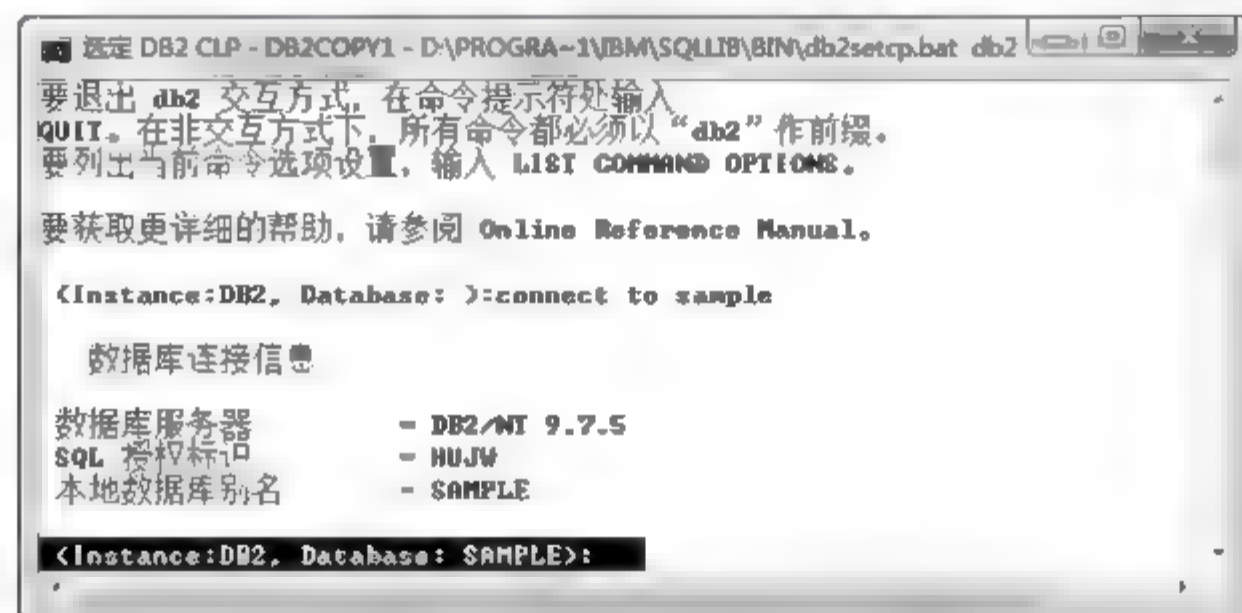 选定 DB2 CLP - DB2COPY1 - D:\PROGRA~1\IBM\SQLLIB\BIN\db2setcp.bat db2
要退出 db2 交互方式，在命令提示符处输入
QUIT。在非交互方式下，所有命令都必须以“db2”作前缀。
要列出当前命令选项设置，输入 LIST COMMAND OPTIONS。
要获取更详细的帮助，请参阅 Online Reference Manual。
(Instance:DB2, Database: ):connect to sample
数据库连接信息
数据库服务器 = DB2/NT 9.7.5
SQL 授权标识 = HUJW
本地数据库别名 = SAMPLE
(Instance:DB2, Database: SAMPLE):